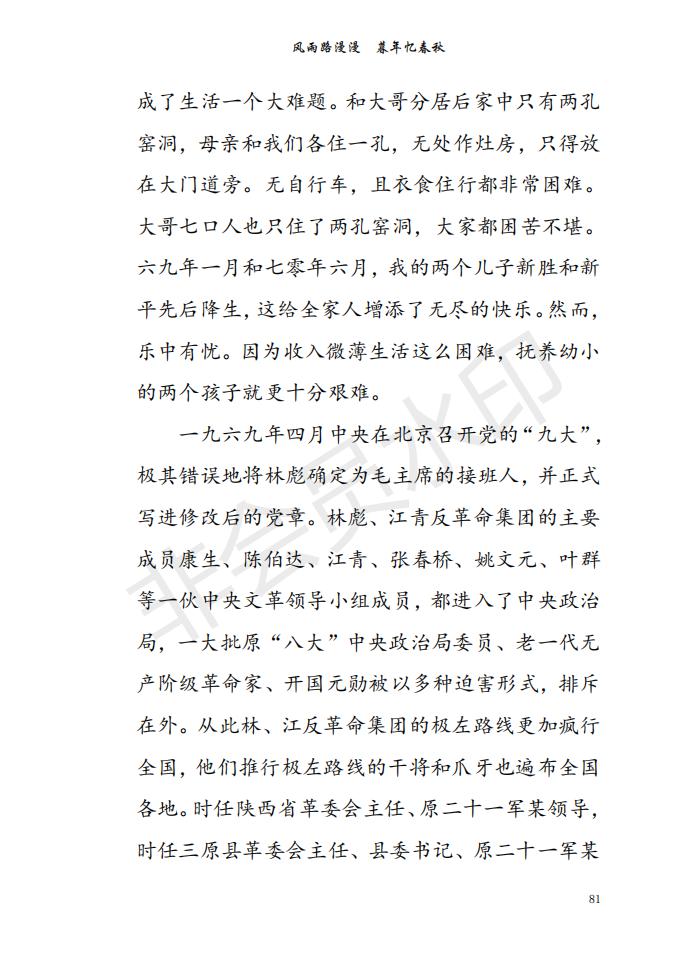 风雨路漫漫　暮年忆春秋
成了生活一个大难题。和大哥分居后家中只有两孔
窑洞，母亲和我们各住一孔，无处作灶房，只得放
在大门道旁。无自行车，且衣食住行都非常困难。
大哥七口人也只住了两孔窑洞，大家都困苦不堪。
六九年一月和七零年六月，我的两个儿子新胜和新
平先后降生，这给全家人增添了无尽的快乐。然而，
乐中有忧。因为收入微薄生活这么困难，抚养幼小
的两个孩子就更十分艰难。
一九六九年四月中央在北京召开党的“九大”，
极其错误地将林彪确定为毛主席的接班人，并正式
写进修改后的党章。林彪、江青反革命集团的主要
成员康生、陈伯达、江青、张春桥、姚文元、叶群
等一伙中央文革领导小组成员，都进入了中央政治
局，一大批原“八大”中央政治局委员、老一代无
产阶级革命家、开国元勋被以多种迫害形式，排斥
在外。从此林、江反革命集团的极左路线更加疯行
全国，他们推行极左路线的干将和爪牙也遍布全国
各地。时任陕西省革委会主任、原二十一军某领导，
时任三原县革委会主任、县委书记、原二十一军某
81
非会员水印